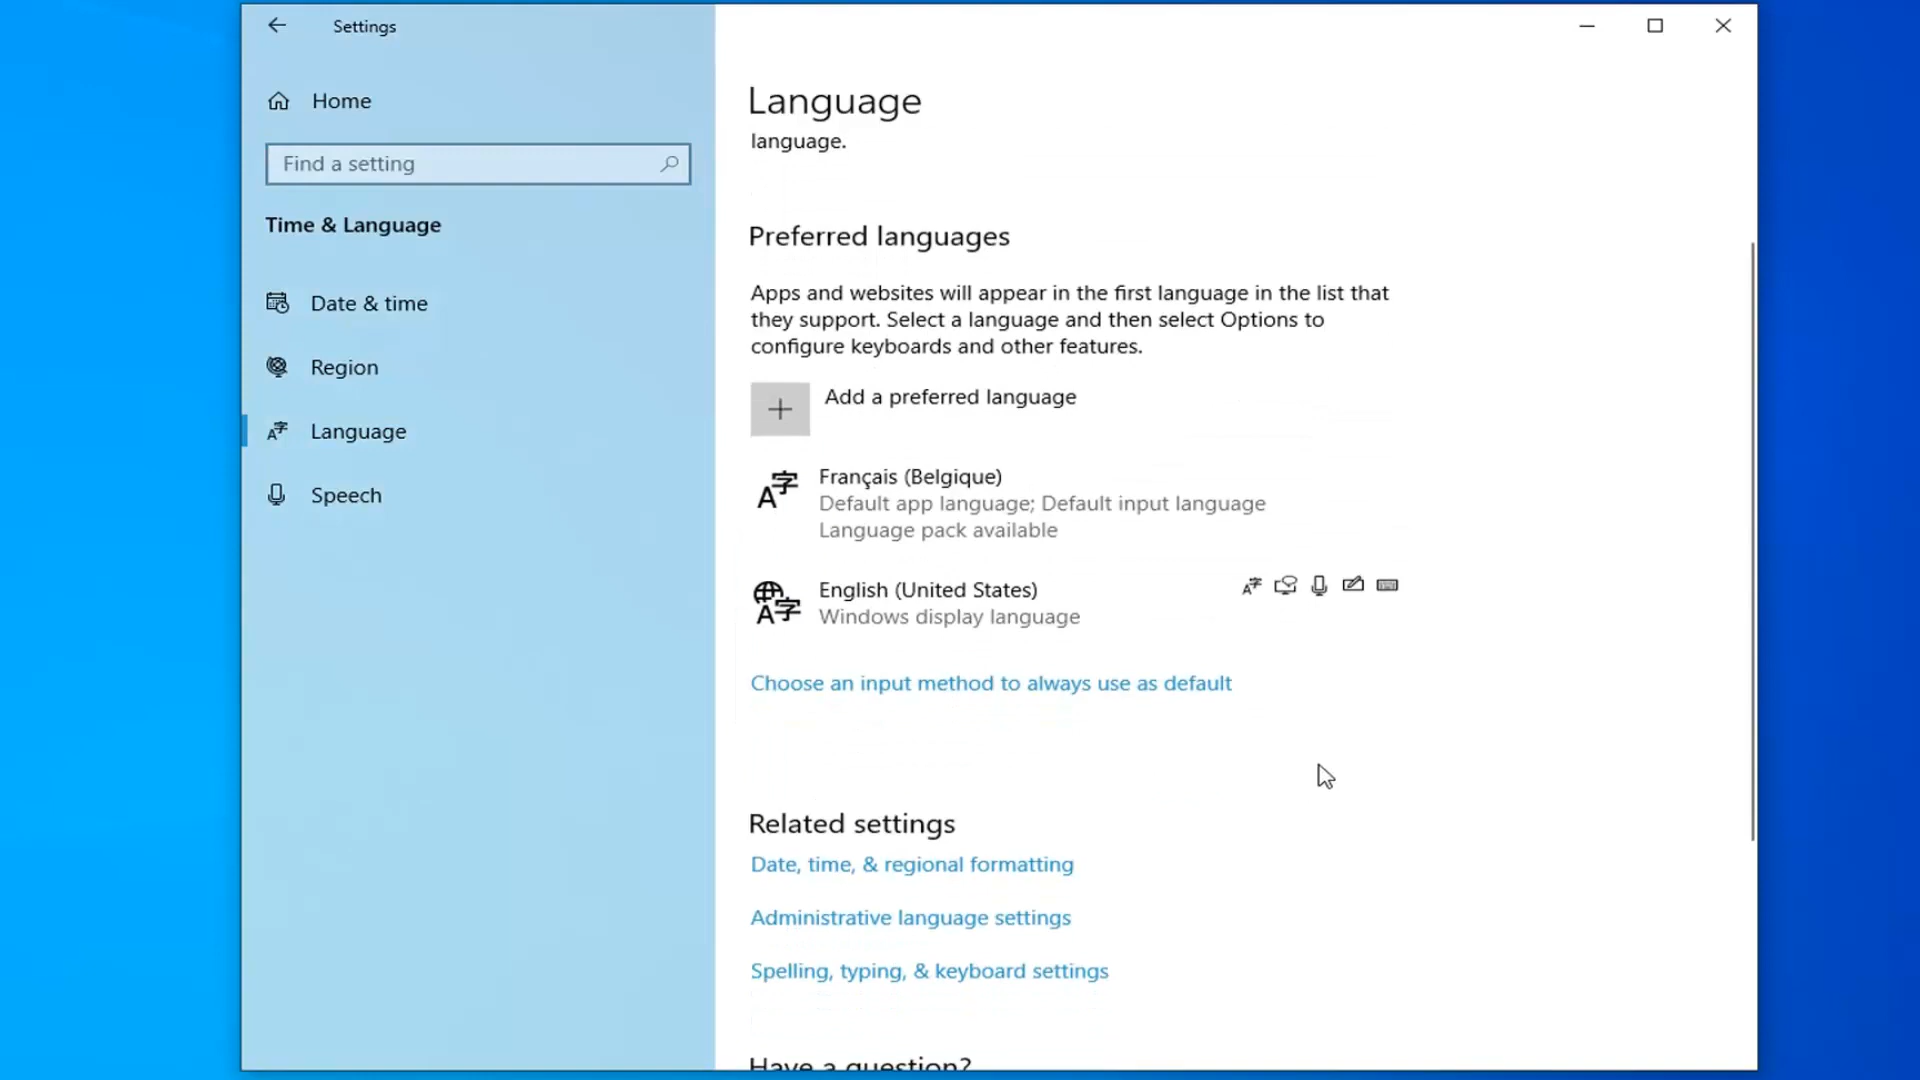 Settings
Home
Find a setting
Time & Language
Date & time
Region
Language
Speech
Language
language.
Preferred languages
Apps and websites will appear in the first language in the list that
they support. Select a language and then select Options to
configure keyboards and other features.
Add a preferred language
Français (Belgique)
Default app language; Default input language
Language pack available
English (United States)
Windows display language
Choose an input method to always use as default
Related settings
Date, time, & regional formatting
Administrative language settings
Spelling, typing, & keyboard settings
Have a question?